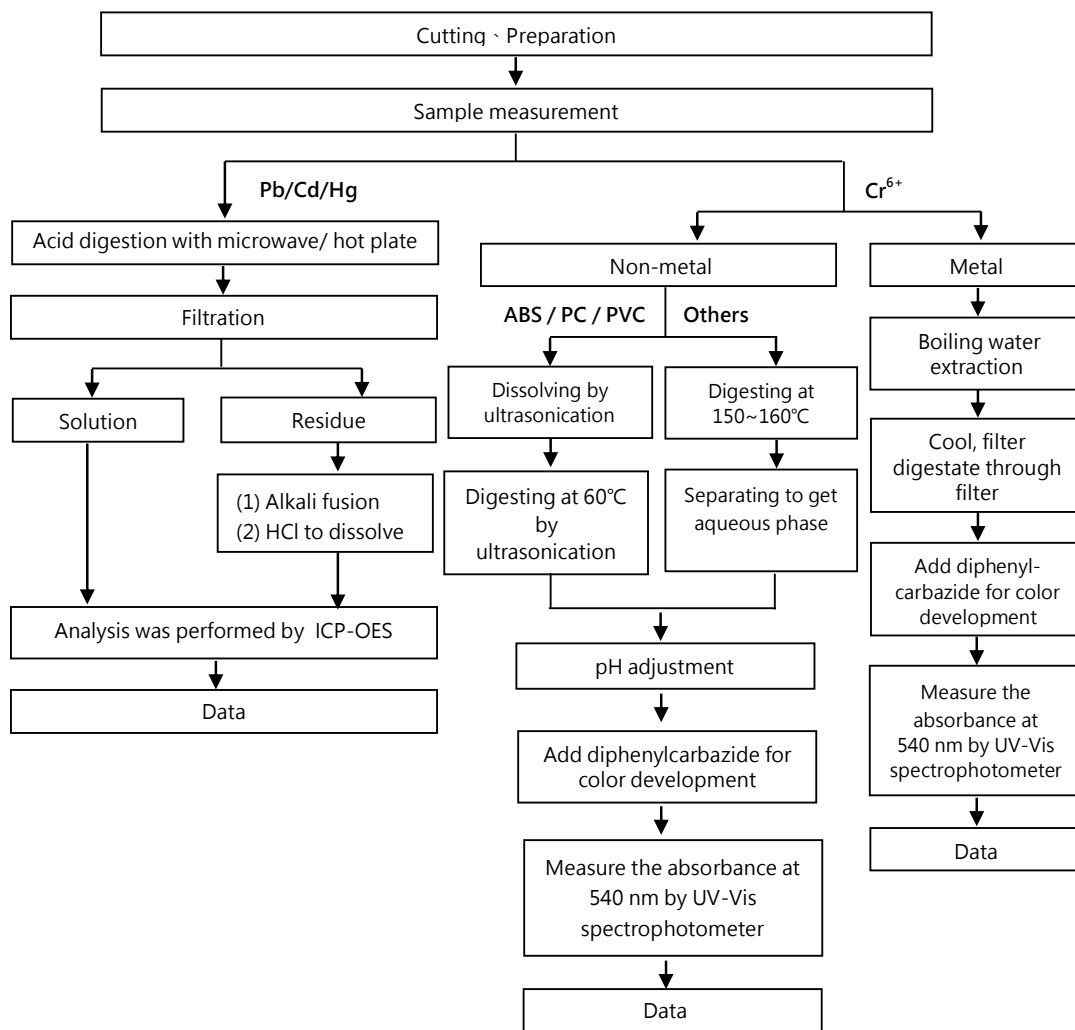 Cutting、Preparation
Sample measurement
Pb/Cd/Hg
Cr6+
Acid digestion with microwave/ hot plate
Filtration
Solution
Residue
(1) Alkali fusion
(2) HCl to dissolve
Analysis was performed by ICP-OES
Data
Non-metal
ABS / PC / PVC
Others
Dissolving by
ultrasonication
Digesting at 60℃
by
ultrasonication
Digesting at
150~160℃
Separating to get
aqueous phase
pH adjustment
Add diphenylcarbazide for
color development
Measure the absorbance at
540 nm by UV-Vis
spectrophotometer
Data
Metal
Boiling water
extraction
Cool, filter
digestate through
filter
Add diphenyl-
carbazide for color
development
Measure the
absorbance at
540 nm by UV-Vis
spectrophotometer
Data